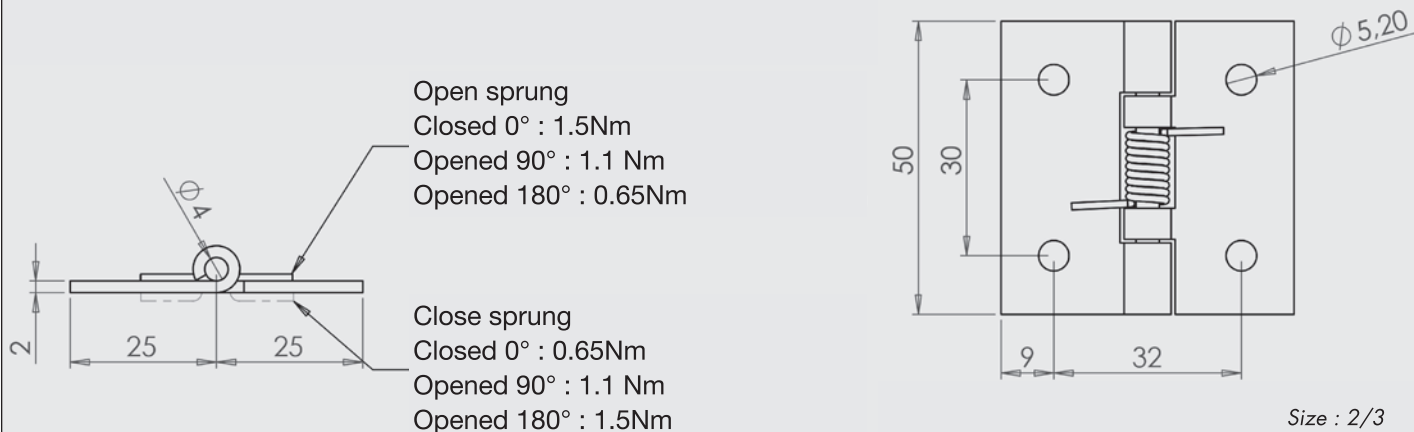 Open sprung
Closed 0° : 1.5Nm
Opened 90° : 1.1 Nm
Opened 180° : 0.65Nm
Φ4
2
25
25
Close sprung
Closed 0° : 0.65Nm
Opened 90° : 1.1 Nm
Opened 180° : 1.5Nm
Φ5,20
50
30
9
32
Size : 2/3